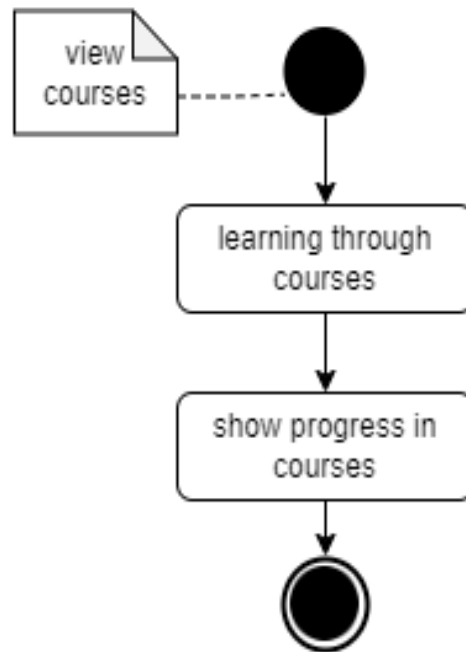 view
courses
learning through
courses
show progress in
courses